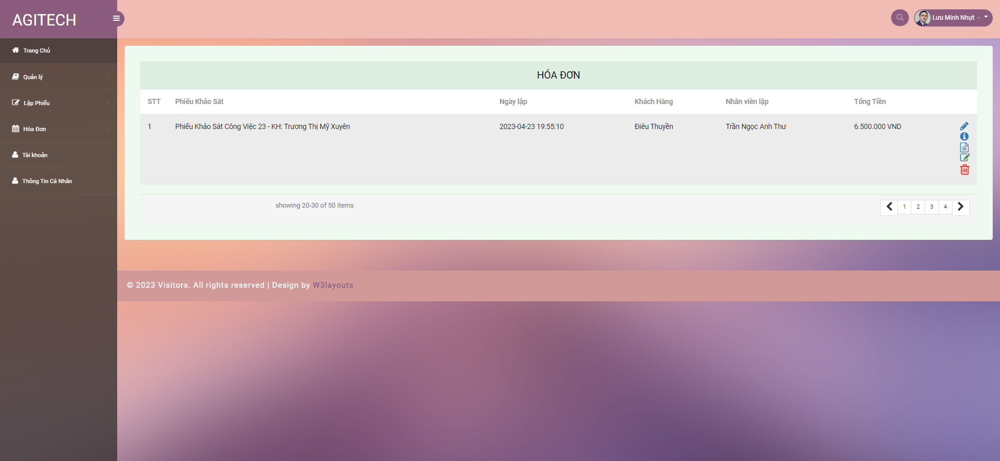 AGITECH
Lưu Minh Nhựt
Trang Chủ
Quản lý
Lập Phiếu
Hóa Đơn
Tài khoản
Thông Tin Cá Nhân
HÓA ĐƠN
STT Phiếu Khảo Sát Ngày lập Khách Hàng Nhân viên lập Tổng Tiền
1 Phiếu Khảo Sát Công Việc 23 - KH: Trương Thị Mỹ Xuyên 2023-04-23 19:55:10 Điêu Thuyền Trần Ngọc Anh Thư 6.500.000 VND
showing 20-30 of 50 items
1 2 3 4
© 2023 Visitors. All rights reserved | Design by W3layouts